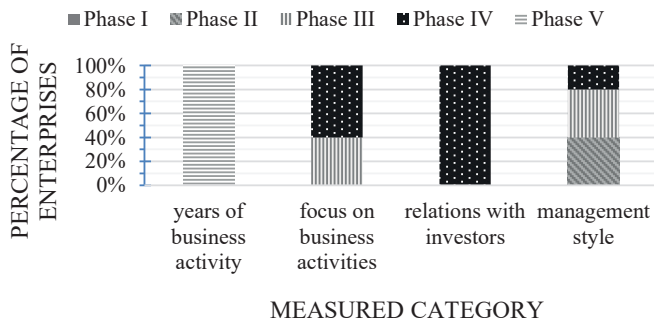 Phase I Phase II Phase III Phase IV Phase V
PERCENTAGE OF
ENTERPRISES
100%
80%
60%
40%
20%
0%
years of
business
activity
focus on
business
activities
relations with
investors
management
style
MEASURED CATEGORY